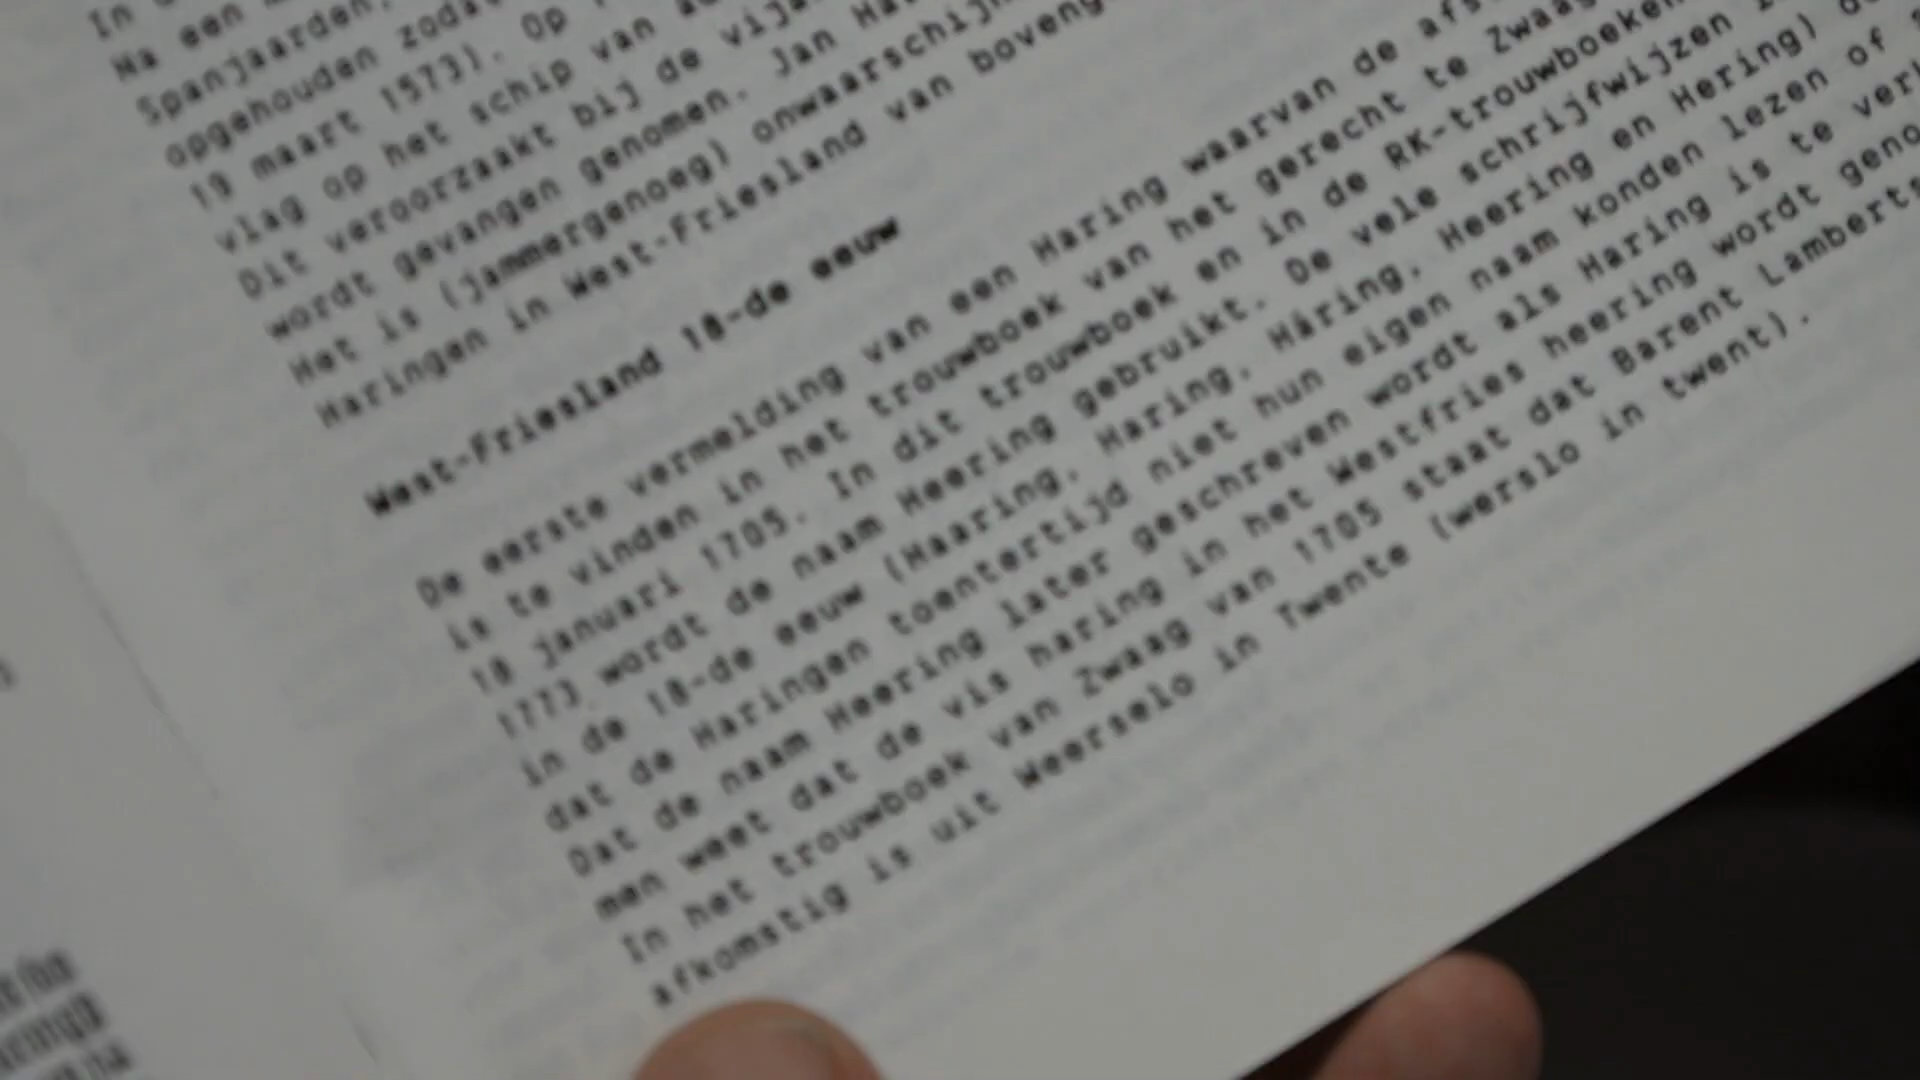 In
Na een
Spanjaarden,
opgehouden zodat
19 maart 1573). Op
vlag op het schip van
Dit veroorzaakt bij de
wordt gevangen genomen. Jan
Het is (jammergenoeg) onwaarschijn
Haringen in West-Friesland van boveng
West-Friesland 18-de eeuw
De eerste vermelding van een Haring waarvan de afs
is te vinden in het trouwboek van het gerecht te Zwaag
18 januari 1705. In dit trouwboek en in de RK-trouwboeken
1773 wordt de naam Heering gebruikt. De vele schrijfwijzen
in de 18-de eeuw (Haaring, Haring, Häring, Heering en Hering)
dat de Haringen toentertijd niet hun eigen naam konden lezen of
Dat de naam Heering later geschreven wordt als Haring is te ver
men weet dat de vis haring in het Westfries heering wordt geno
In het trouwboek van Zwaag van 1705 staat dat Barent Lamberts
afkomstig is uit Weerselo in Twente (werslo in twent).